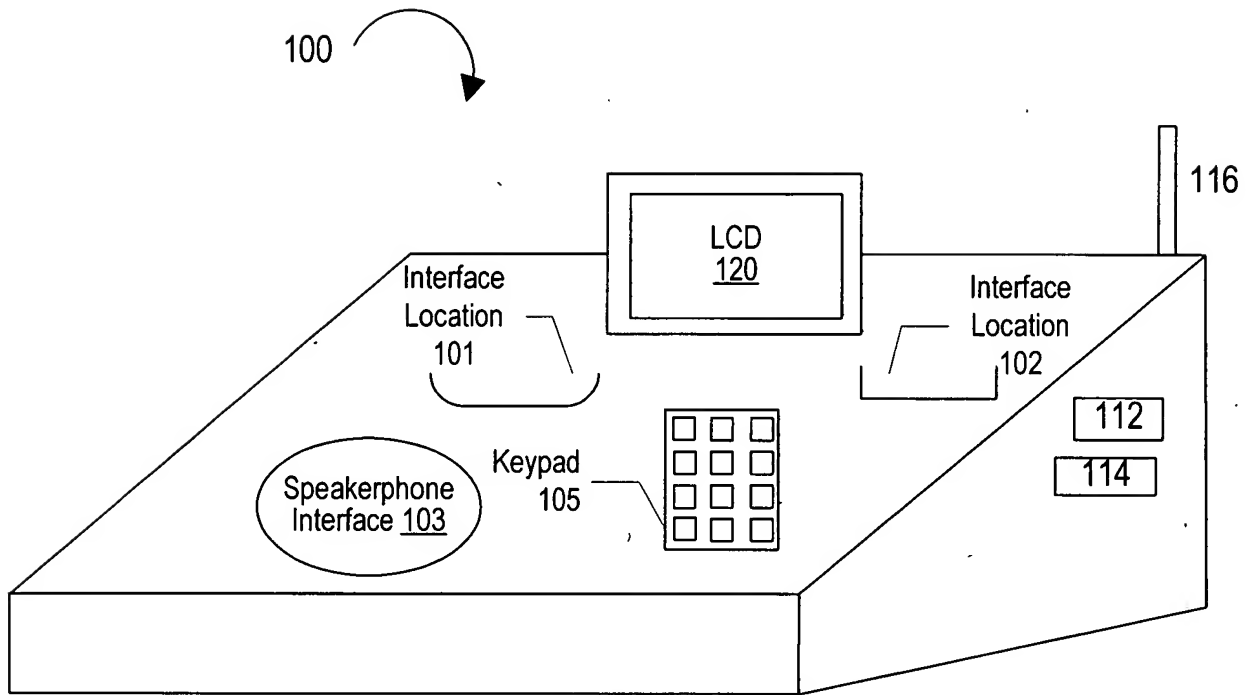 100
116
LCD
120
Interface
Location
101
Interface
Location
102
112
114
Keypad
105
Speakerphone
Interface 103